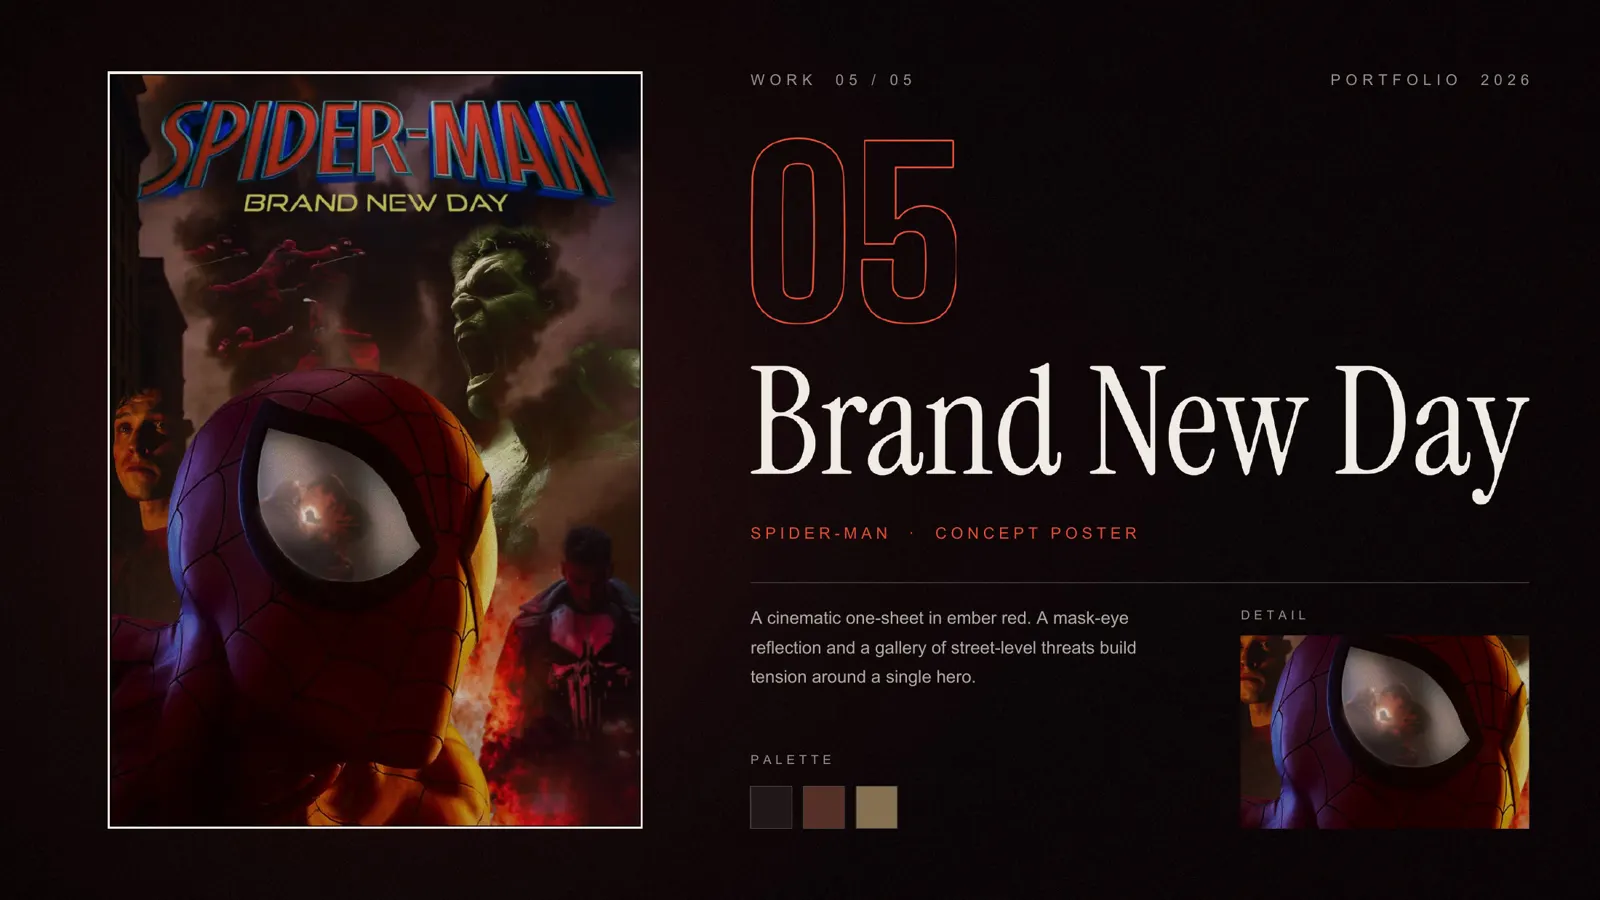 SPIDER-MAN
BRAND NEW DAY
WORK 05 / 05
PORTFOLIO 2026
05
Brand New Day
SPIDER-MAN · CONCEPT POSTER
A cinematic one-sheet in ember red. A mask-eye
reflection and a gallery of street-level threats build
tension around a single hero.
DETAIL
PALETTE